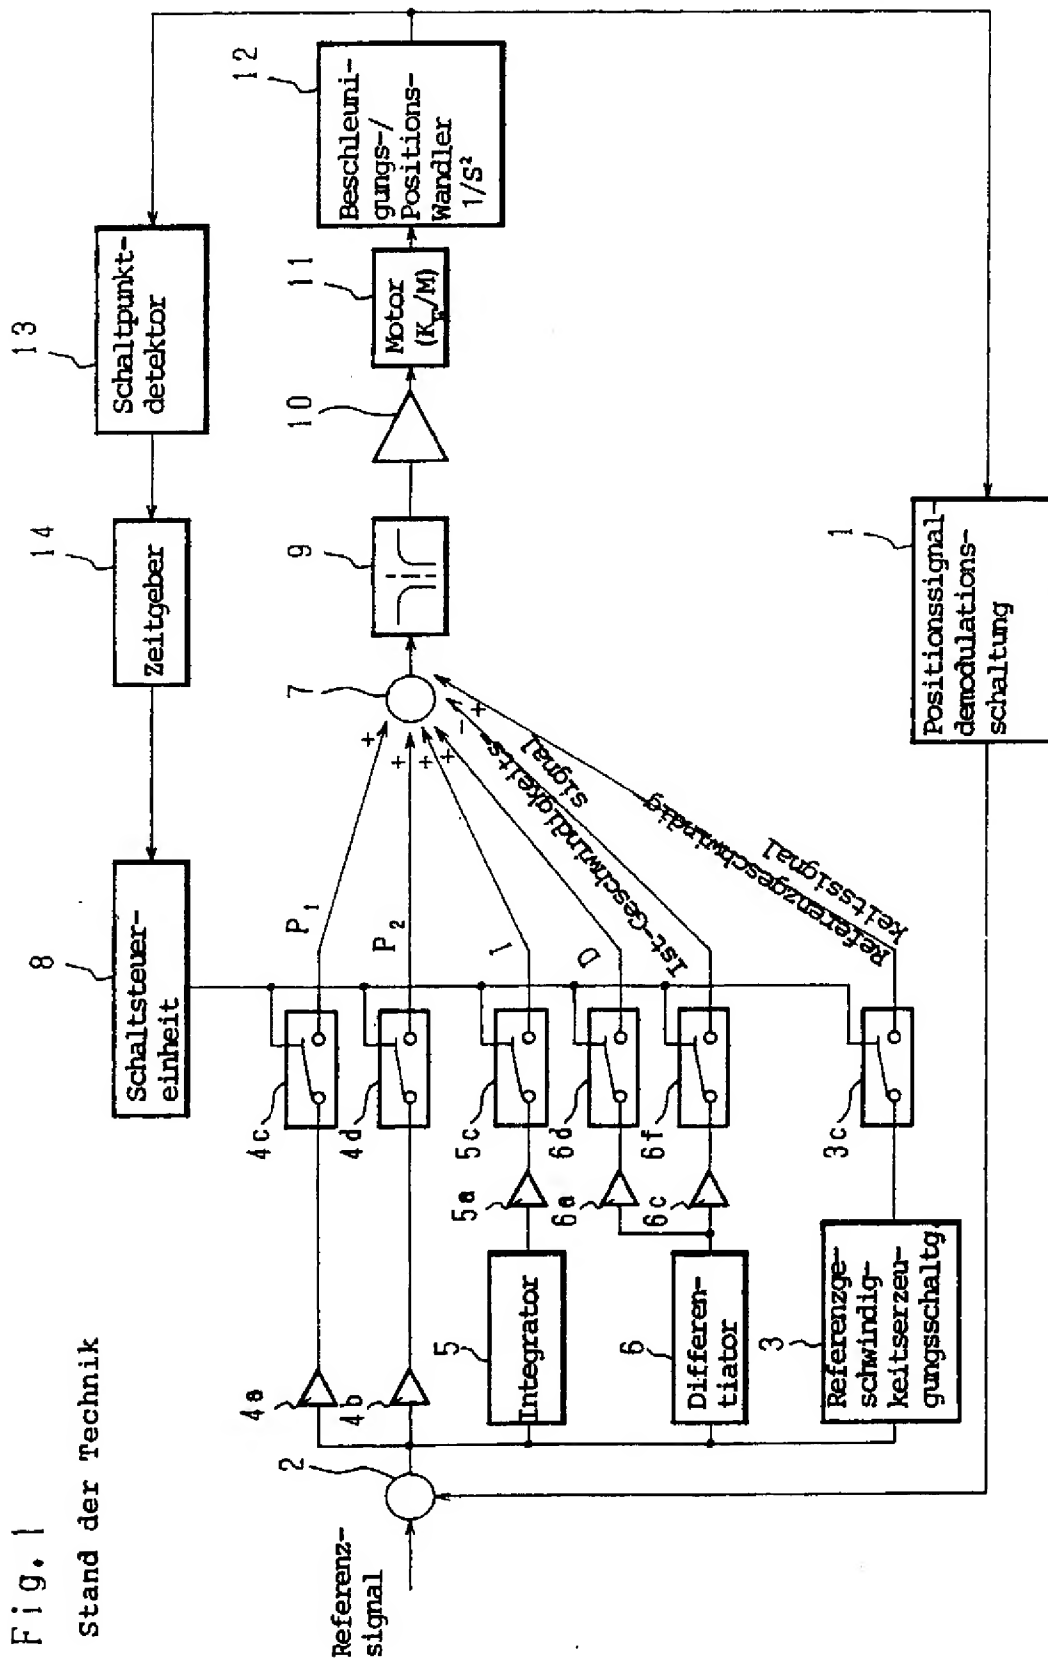 Fig. 1
Stand der Technik
8
Schaltsteuer-
einheit
14
Zeitgeber
13
Schaltpunkt-
detektor
4a
4b
4c
4d
P1
P2
Referenz-
signal
2
5
Integrator
5a
5c
I
6
Differen-
tiator
6a
6c
6d
6f
D
Ist-Geschwindigkeits-
signal
3
Referenzge-
schwindig-
keitserzeu-
gungsschaltg.
3c
Referenzgeschwindig
keitssignal
+
+
+
+
-
+
7
9
10
11
Motor
(Km/M)
12
Beschleuni-
gungs-/
Positions-
Wandler
1/S²
1
Positionssignal-
demodulations-
schaltung